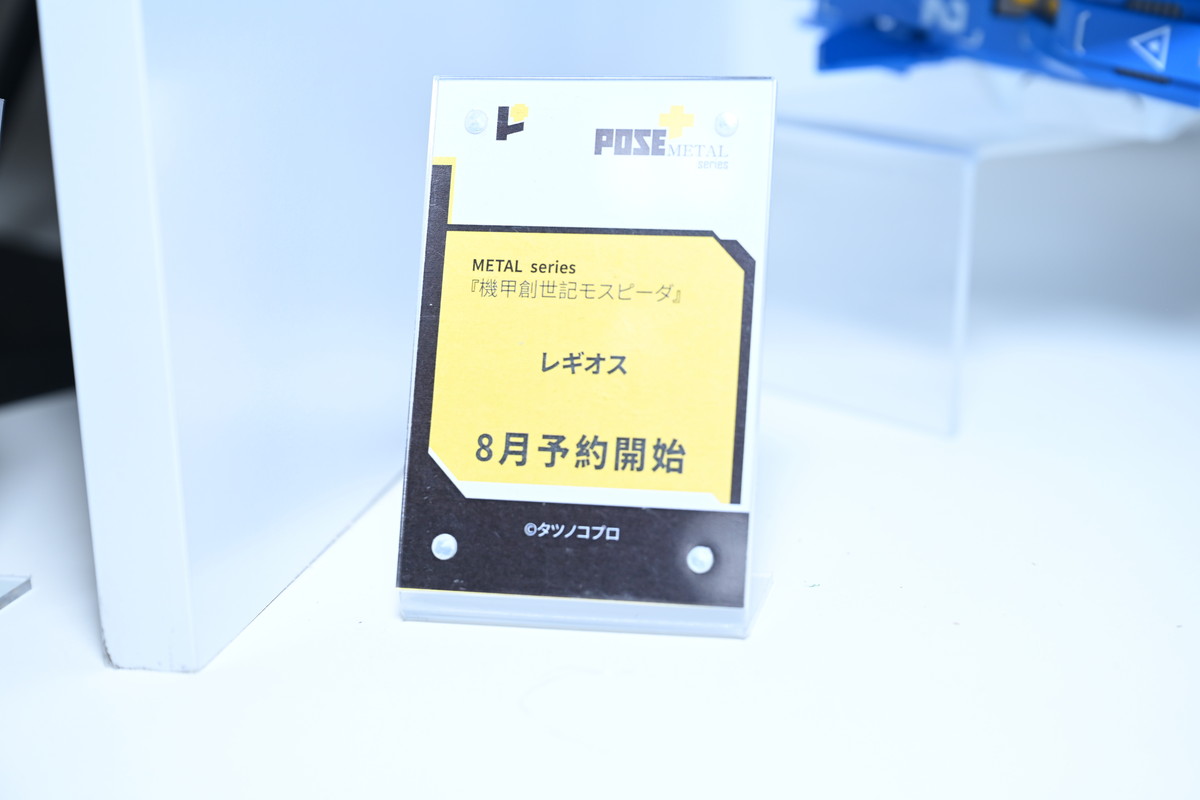 POSE METAL
series
METAL series
『機甲創世記モスピーダ』
レギオス
8月予約開始
©タツノコプロ
2